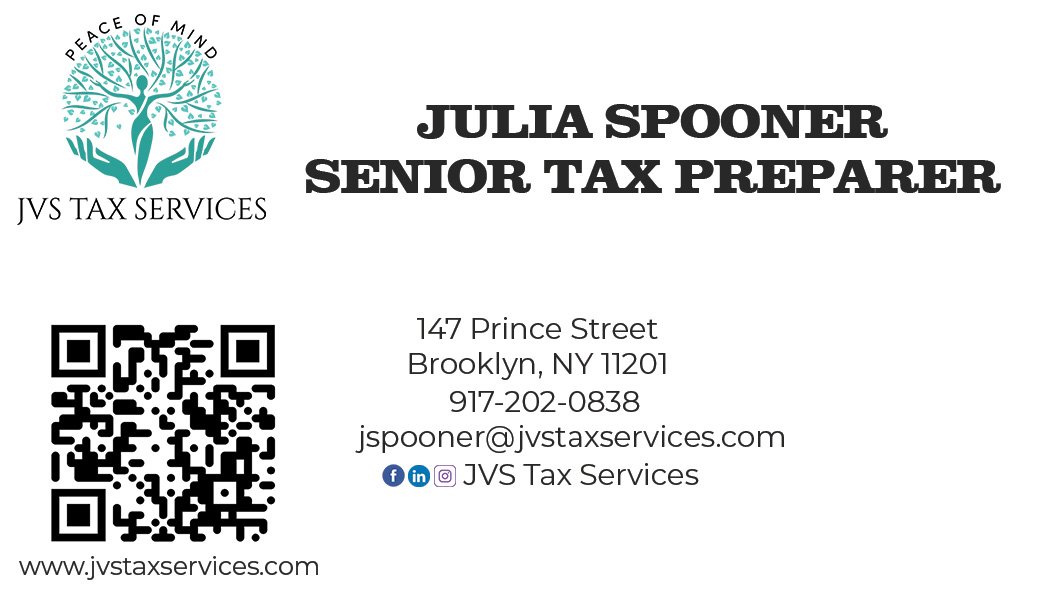 PEACE OF MIND
JVS TAX SERVICES
JULIA SPOONER
SENIOR TAX PREPARER
147 Prince Street
Brooklyn, NY 11201
917-202-0838
jspooner@jvstaxservices.com
JVS Tax Services
www.jvstaxservices.com